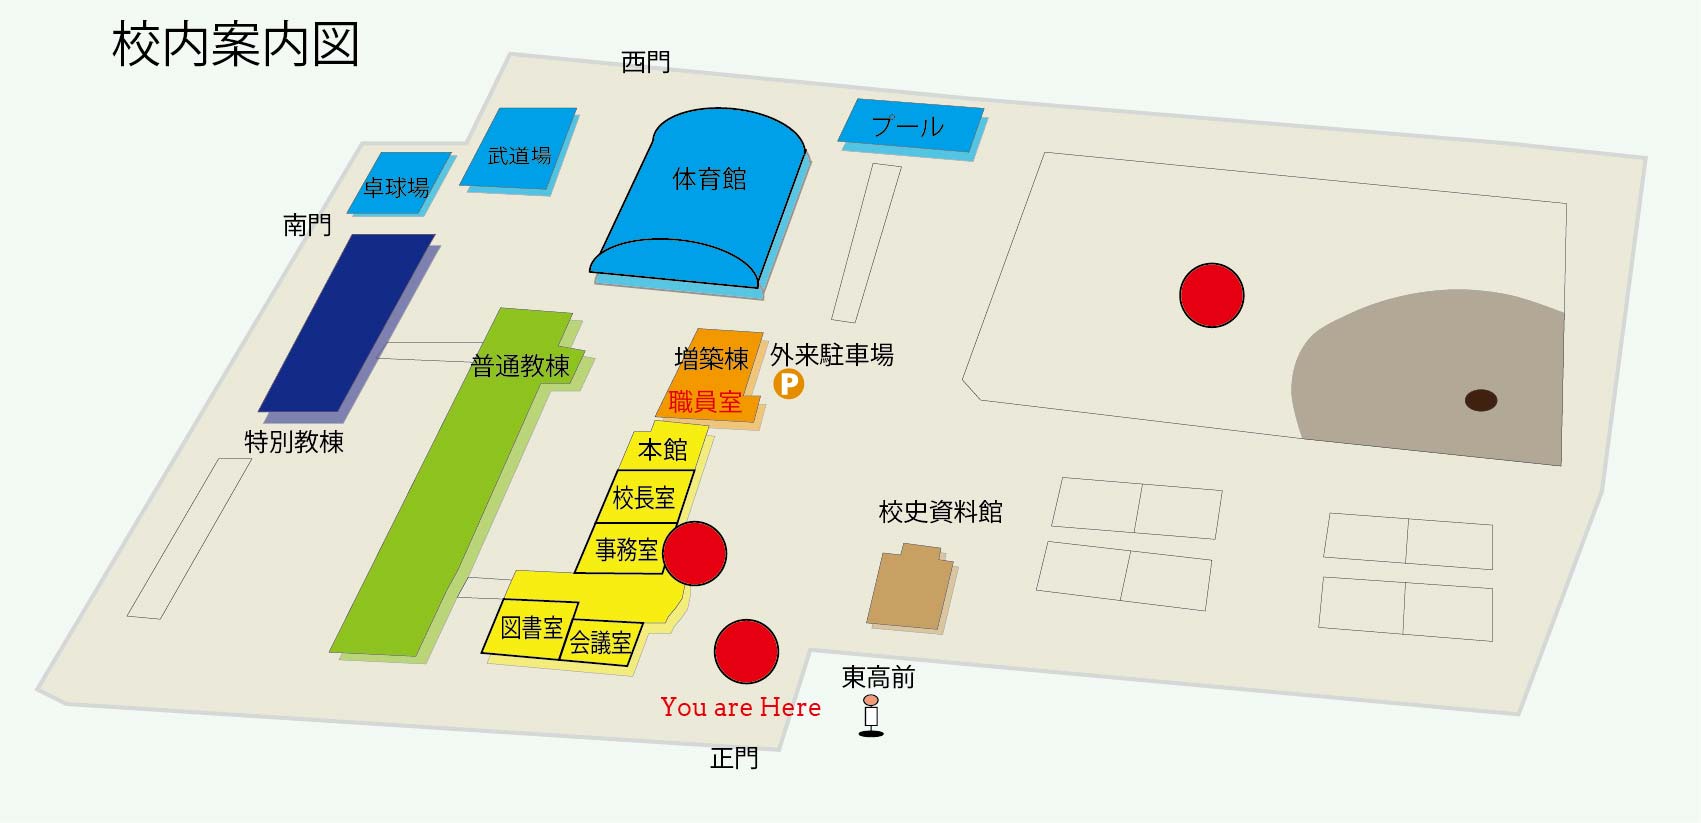 校内案内図
西門
プール
武道場
体育館
卓球場
南門
増築棟
外来駐車場
P
普通教棟
職員室
特別教棟
本館
校長室
校史資料館
事務室
図書室
会議室
東高前
You are Here
正門